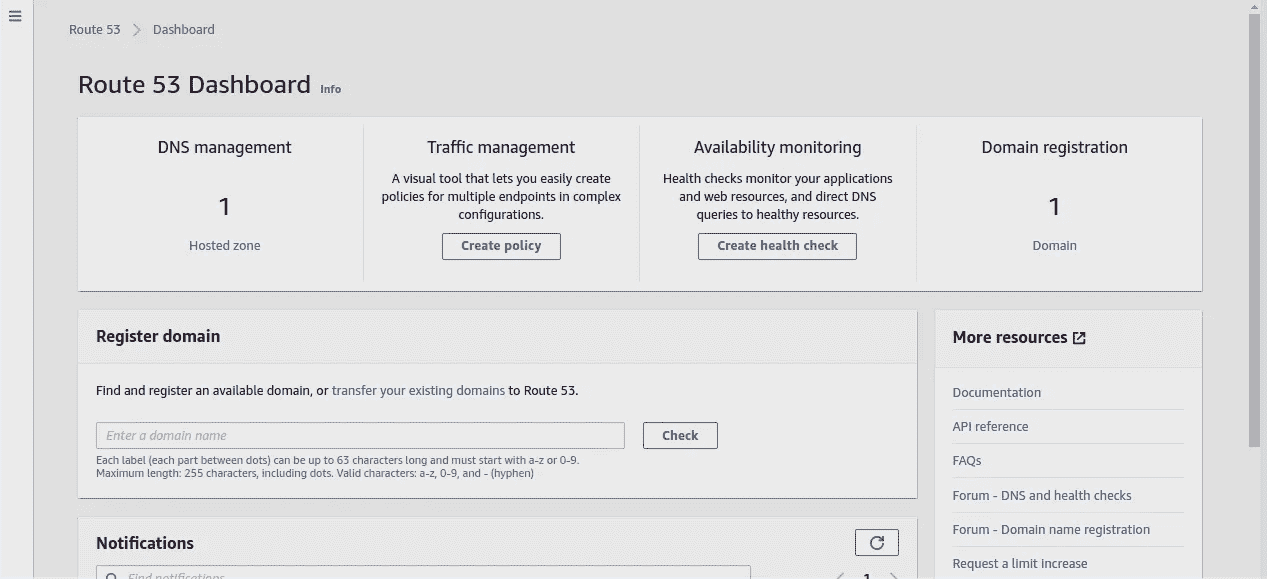 Route 53 Dashboard
Route 53 Dashboard Info
DNS management
1
Hosted zone
Traffic management
A visual tool that lets you easily create
policies for multiple endpoints in complex
configurations.
Create policy
Availability monitoring
Health checks monitor your applications
and web resources, and direct DNS
queries to healthy resources.
Create health check
Domain registration
1
Domain
Register domain
Find and register an available domain, or transfer your existing domains to Route 53.
Enter a domain name
Check
Each label (each part between dots) can be up to 63 characters long and must start with a-z or 0-9.
Maximum length: 255 characters, including dots. Valid characters: a-z, 0-9, and - (hyphen)
Notifications
Find notifications
1
More resources
Documentation
API reference
FAQs
Forum - DNS and health checks
Forum - Domain name registration
Request a limit increase